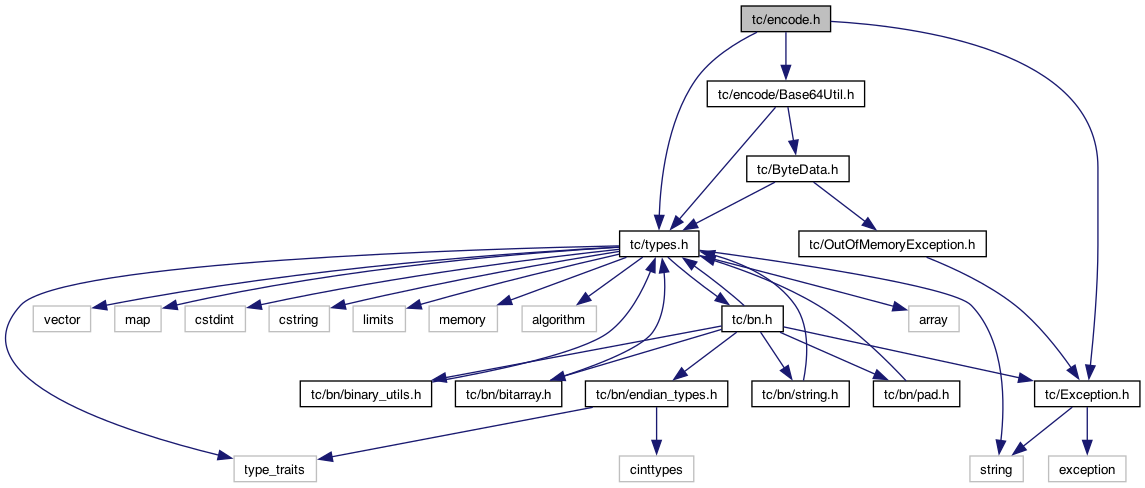 tc/encode.h
tc/encode/Base64Util.h
tc/ByteData.h
tc/types.h
tc/OutOfMemoryException.h
vector
map
cstdint
cstring
limits
memory
algorithm
tc/bn.h
array
tc/bn/binary_utils.h
tc/bn/bitarray.h
tc/bn/endian_types.h
tc/bn/string.h
tc/bn/pad.h
tc/Exception.h
type_traits
cinttypes
string
exception